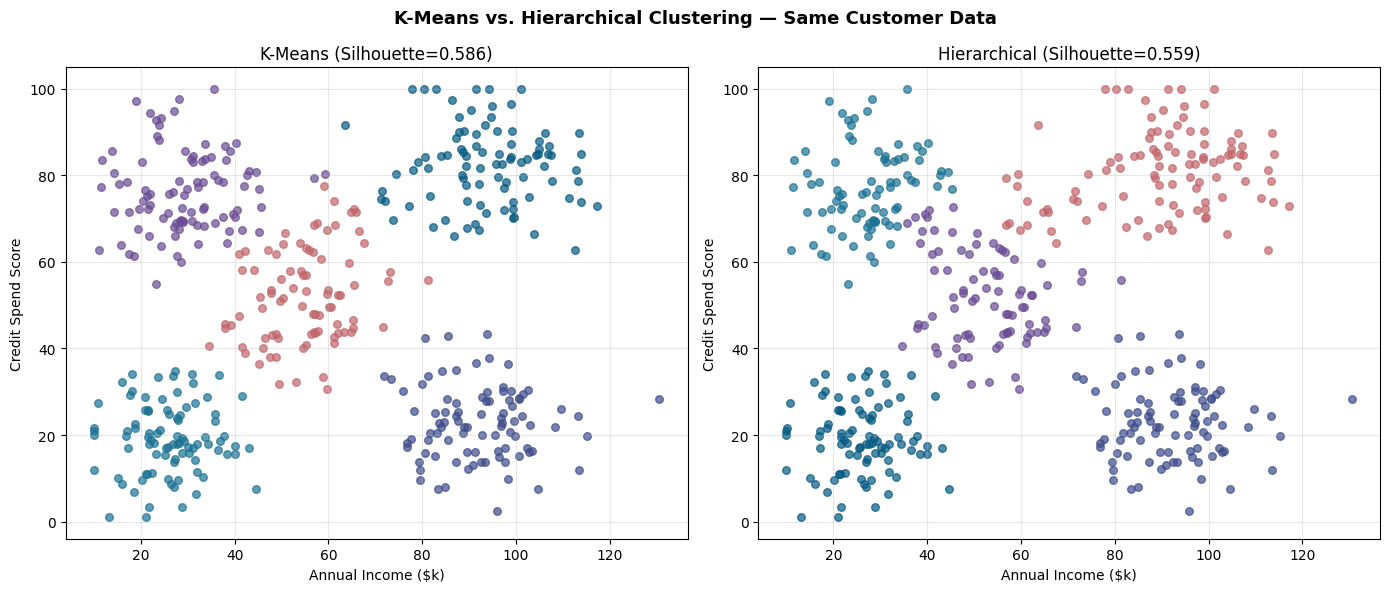 K-Means vs. Hierarchical Clustering — Same Customer Data
K-Means (Silhouette=0.586)
100
80
60
40
20
0
Credit Spend Score
20 40 60 80 100 120
Annual Income ($k)
Hierarchical (Silhouette=0.559)
100
80
60
40
20
0
Credit Spend Score
20 40 60 80 100 120
Annual Income ($k)